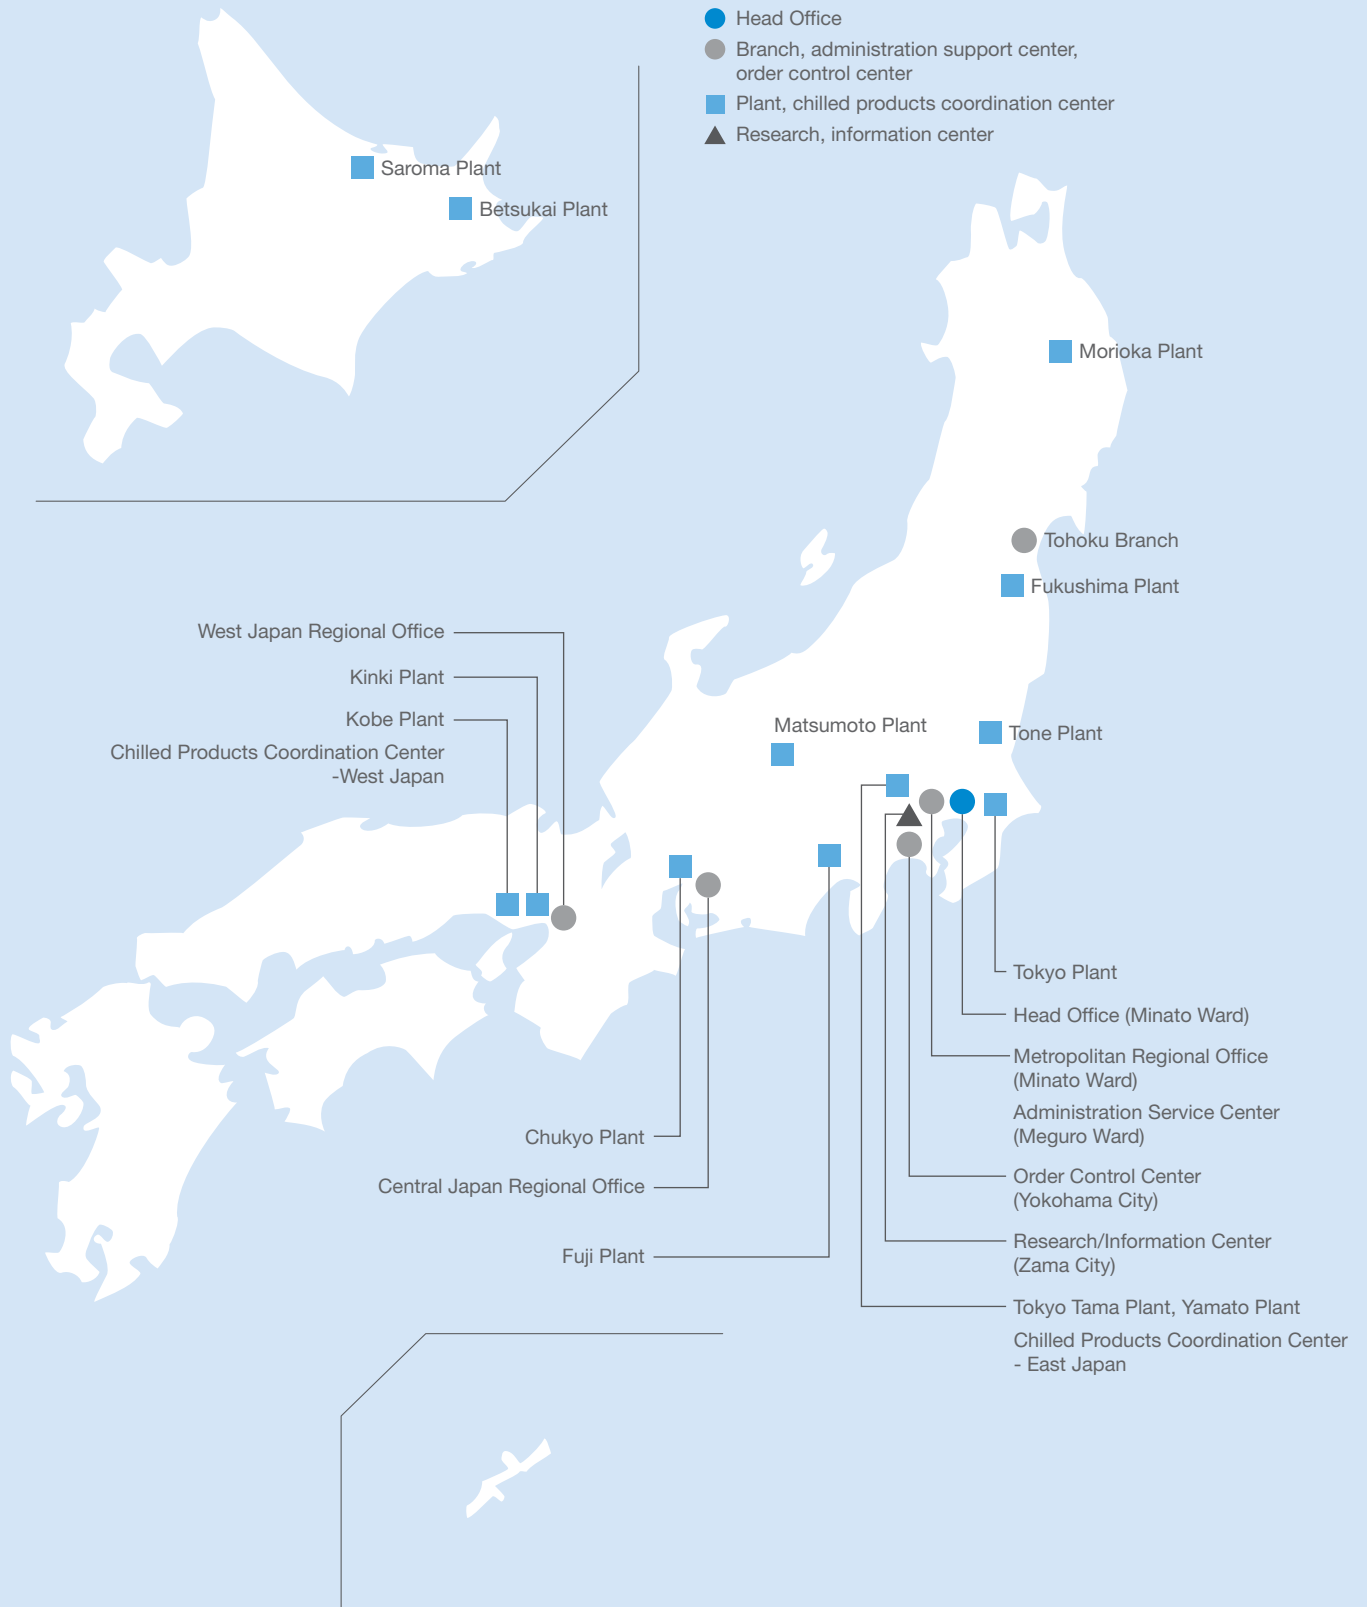 Head Office
Branch, administration support center,
order control center
Plant, chilled products coordination center
Research, information center
Saroma Plant
Betsukai Plant
Morioka Plant
Tohoku Branch
Fukushima Plant
West Japan Regional Office
Kinki Plant
Kobe Plant
Chilled Products Coordination Center
-West Japan
Matsumoto Plant
Tone Plant
Tokyo Plant
Head Office (Minato Ward)
Metropolitan Regional Office
(Minato Ward)
Administration Service Center
(Meguro Ward)
Chukyo Plant
Central Japan Regional Office
Fuji Plant
Order Control Center
(Yokohama City)
Research/Information Center
(Zama City)
Tokyo Tama Plant, Yamato Plant
Chilled Products Coordination Center
- East Japan